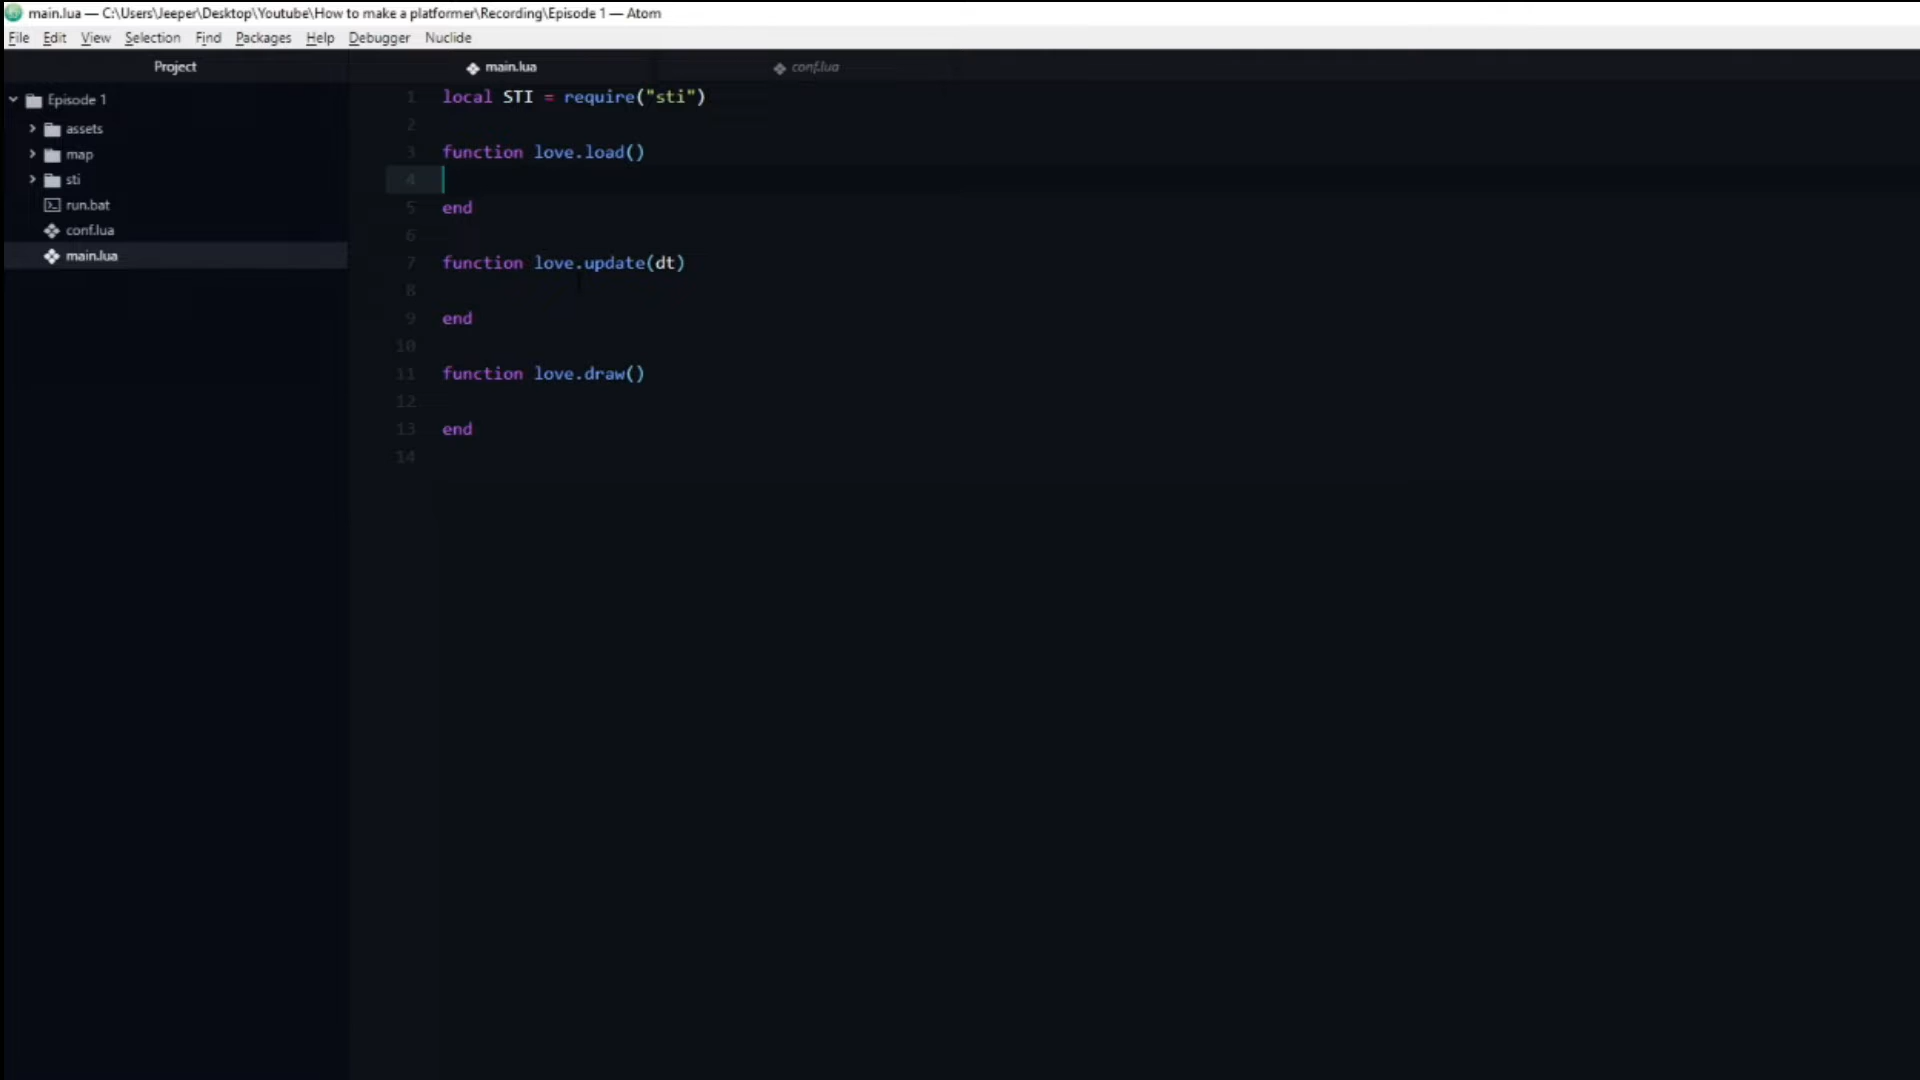 main.lua — C:\Users\Jeeper\Desktop\Youtube\How to make a platformer\Recording\Episode 1 — Atom
File Edit View Selection Find Packages Help Debugger Nuclide
Project
main.lua
conf.lua
Episode 1
assets
map
sti
run.bat
conf.lua
main.lua
1 local STI = require("sti")
2
3 function love.load()
4
5 end
6
7 function love.update(dt)
8
9 end
10
11 function love.draw()
12
13 end
14